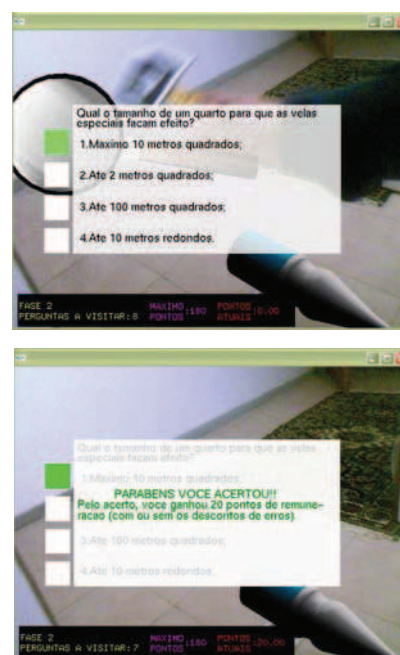 Qual o tamanho de um quarto para que as velas
especiais facam efeito?
1.Maximo 10 metros quadrados;
2.Ate 2 metros quadrados;
3.Ate 100 metros quadrados;
4.Ate 10 metros redondos.
FASE 2 MAXIMO PONTOS
PERGUNTAS A VISITAR:8 PONTOS :180 ATUAIS :0.00
Qual o tamanho de um quarto para que as velas
especiais facam efeito?
1.Maximo 10 metros quadrados;
PARABENS VOCE ACERTOU!!!
Pelo acerto, voce ganhou 20 pontos de remune-
racao (com ou sem os descontos de erros).
3.Ate 100 metros quadrados;
4.Ate 10 metros redondos.
FASE 2 MAXIMO PONTOS
PERGUNTAS A VISITAR:7 PONTOS :180 ATUAIS :20.00